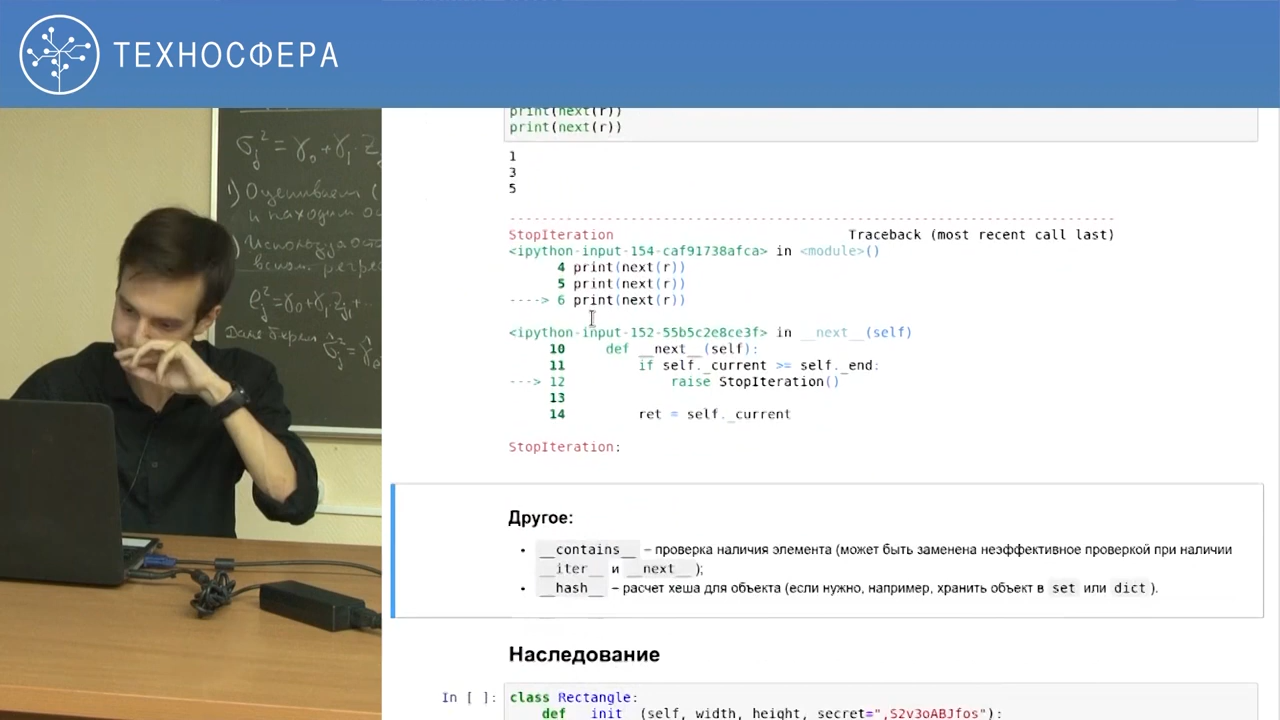 ТЕХНОСФЕРА
1) Оцениваем (
и находим ос
print(next(r))
print(next(r))
1
3
5
---------------------------------------------------------------------------
StopIteration Traceback (most recent call last)
<ipython-input-154-caf91738afca> in <module>()
4 print(next(r))
5 print(next(r))
----> 6 print(next(r))
<ipython-input-152-55b5c2e8ce3f> in __next__(self)
10 def __next__(self):
11 if self._current >= self._end:
---> 12 raise StopIteration()
13
14 ret = self._current
StopIteration:
Другое:
• __contains__ – проверка наличия элемента (может быть заменена неэффективное проверкой при наличии
__iter__ и __next__ );
• __hash__ – расчет хеша для объекта (если нужно, например, хранить объект в set или dict ).
Наследование
In [ ]: class Rectangle:
def __init__(self, width, height, secret=",S2v3oABJfos"):